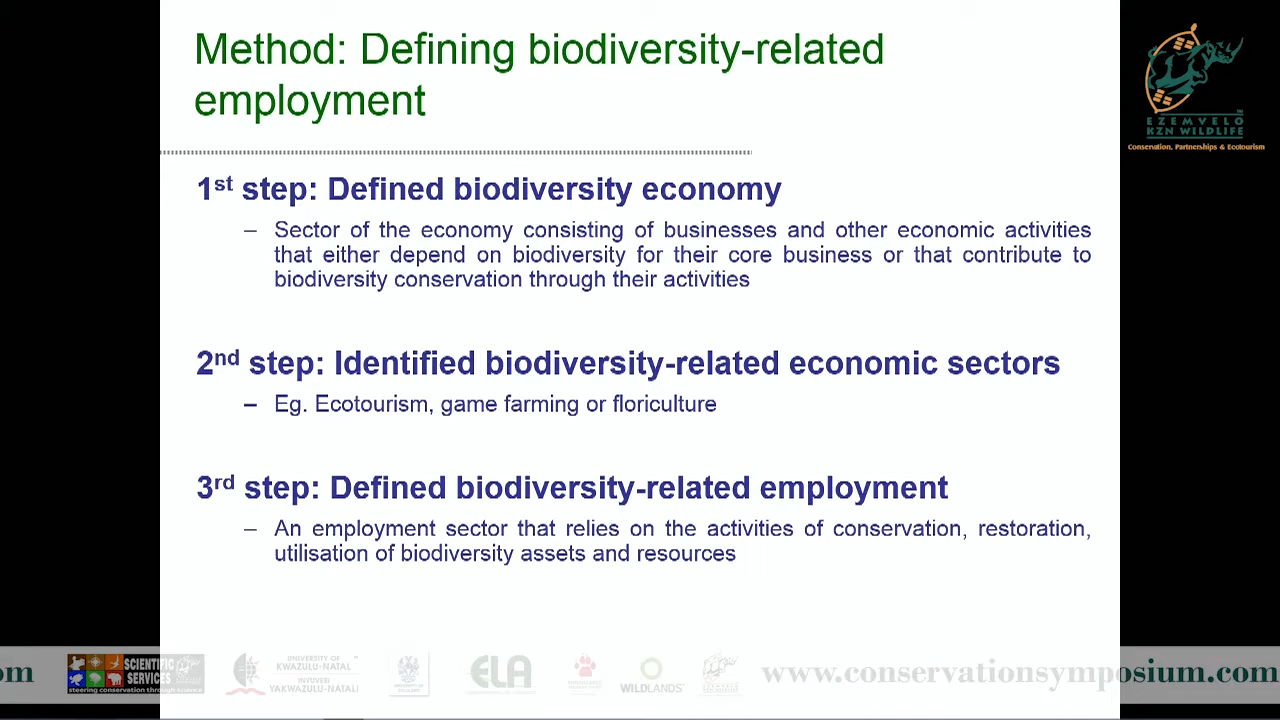 Method: Defining biodiversity-related
employment
1st step: Defined biodiversity economy
– Sector of the economy consisting of businesses and other economic activities
that either depend on biodiversity for their core business or that contribute to
biodiversity conservation through their activities
2nd step: Identified biodiversity-related economic sectors
– Eg. Ecotourism, game farming or floriculture
3rd step: Defined biodiversity-related employment
– An employment sector that relies on the activities of conservation, restoration,
utilisation of biodiversity assets and resources
EZEMVELO
KZN WILDLIFE
Conservation, Partnerships & Ecotourism
om
SCIENTIFIC
SERVICES
steering conservation through science
UNIVERSITY OF
KWAZULU-NATAL
INYUVESI
YAKWAZULU-NATALI
ELA
WILDLANDS
www.conservationsymposium.com